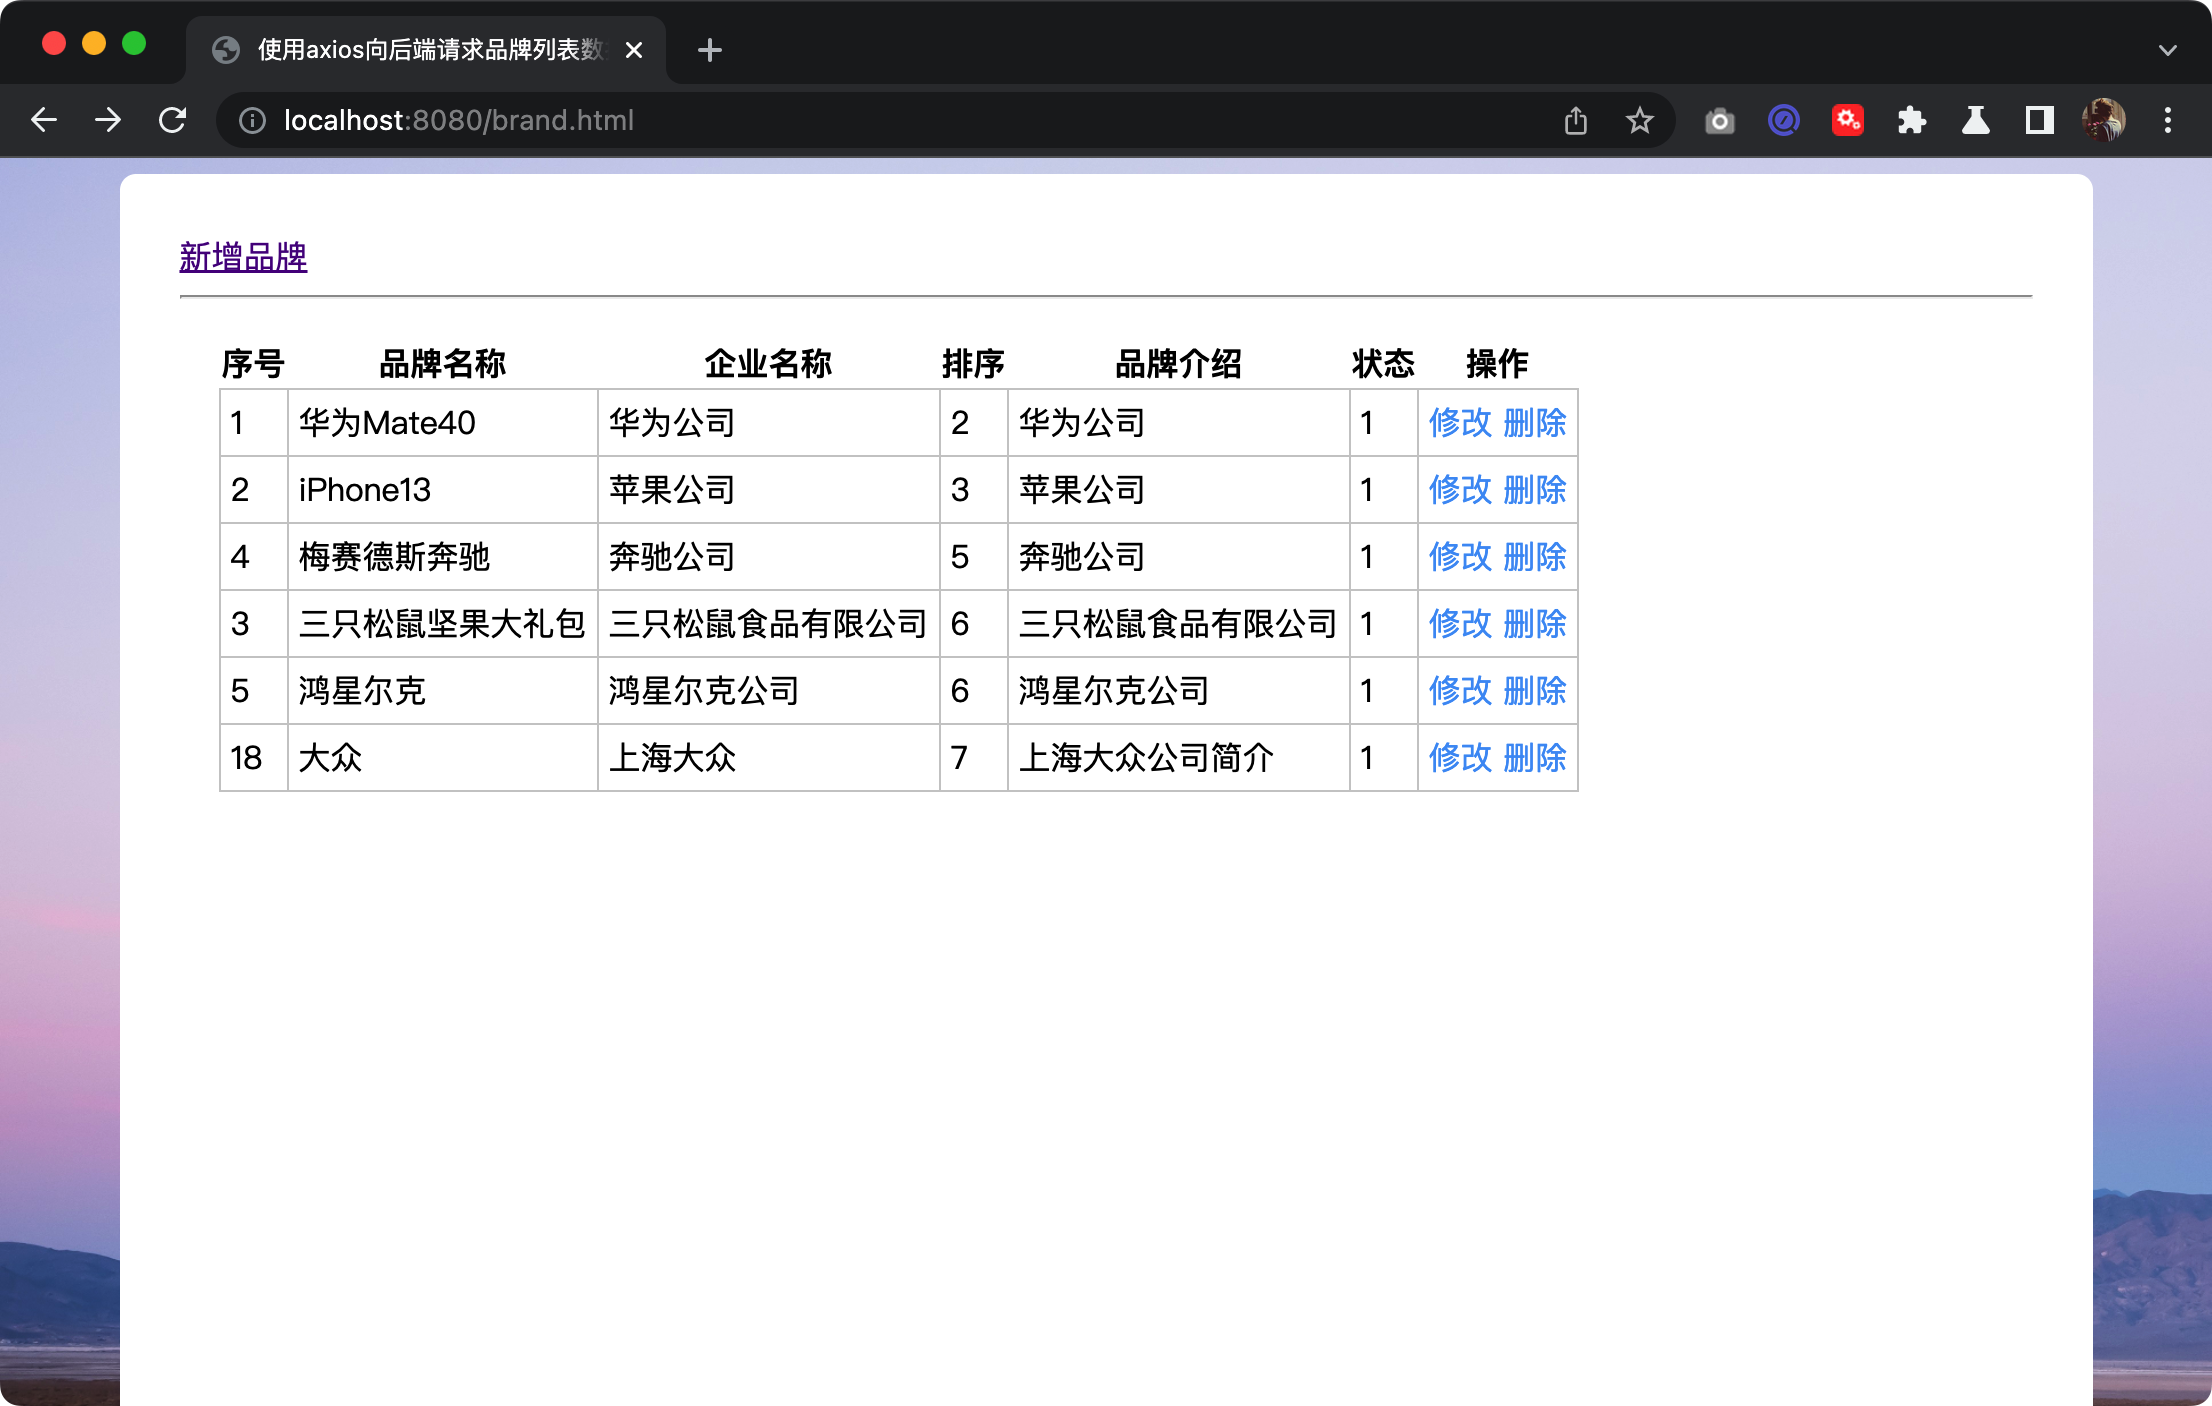 使用axios向后端请求品牌列表数
localhost:8080/brand.html
新增品牌
序号 品牌名称 企业名称 排序 品牌介绍 状态 操作
1 华为Mate40 华为公司 2 华为公司 1 修改 删除
2 iPhone13 苹果公司 3 苹果公司 1 修改 删除
4 梅赛德斯奔驰 奔驰公司 5 奔驰公司 1 修改 删除
3 三只松鼠坚果大礼包 三只松鼠食品有限公司 6 三只松鼠食品有限公司 1 修改 删除
5 鸿星尔克 鸿星尔克公司 6 鸿星尔克公司 1 修改 删除
18 大众 上海大众 7 上海大众公司简介 1 修改 删除